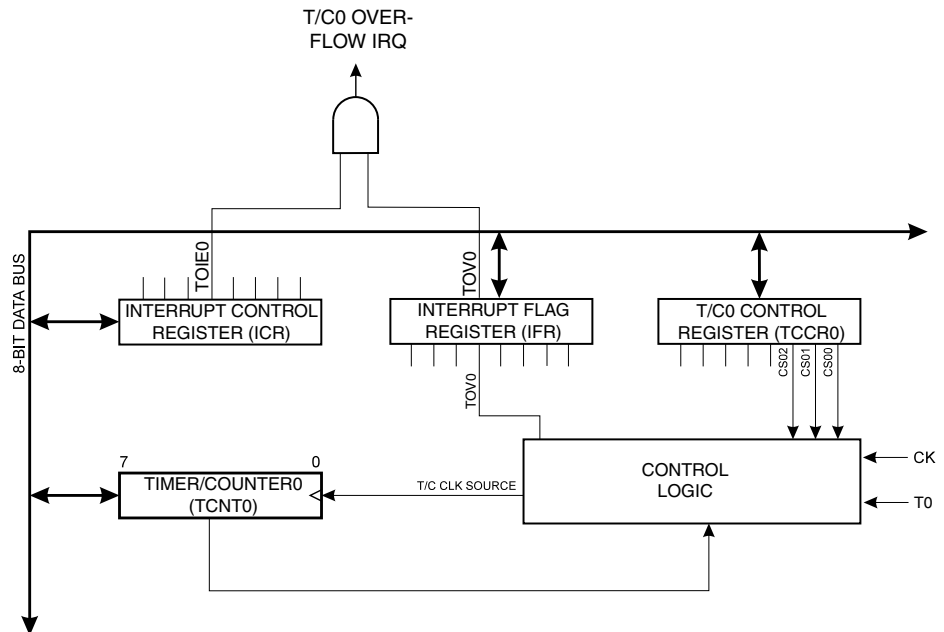 T/C0 OVER-
FLOW IRQ
8-BIT DATA BUS
TOIE0
TOV0
INTERRUPT CONTROL
REGISTER (ICR)
INTERRUPT FLAG
REGISTER (IFR)
T/C0 CONTROL
REGISTER (TCCR0)
TOV0
CS02
CS01
CS00
7
0
TIMER/COUNTER0
(TCNT0)
T/C CLK SOURCE
CONTROL
LOGIC
CK
T0